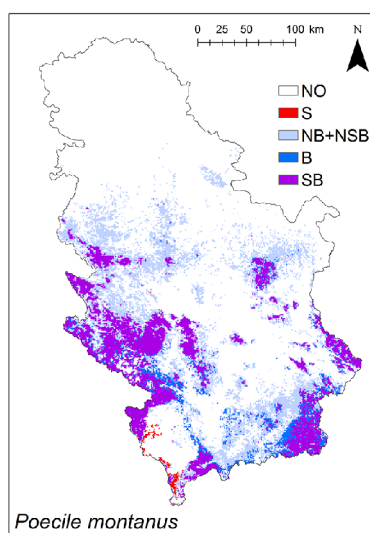 0 25 50 100 km
N
NO
S
NB+NSB
B
SB
Poecile montanus